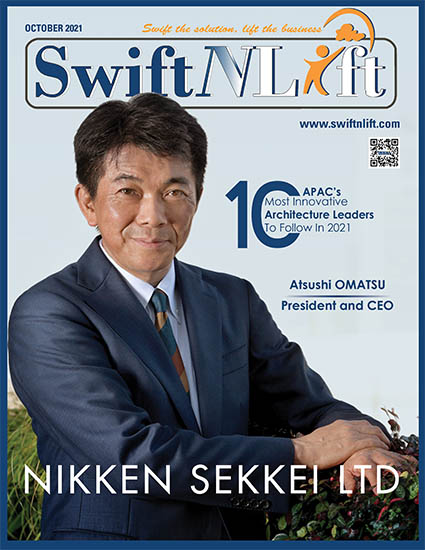 OCTOBER 2021
Swift the solution, lift the business
SwiftNLift
www.swiftnlift.com
10
APAC's
Most Innovative
Architecture Leaders
To Follow In 2021
Atsushi OMATSU
President and CEO
NIKKEN SEKKEI LTD